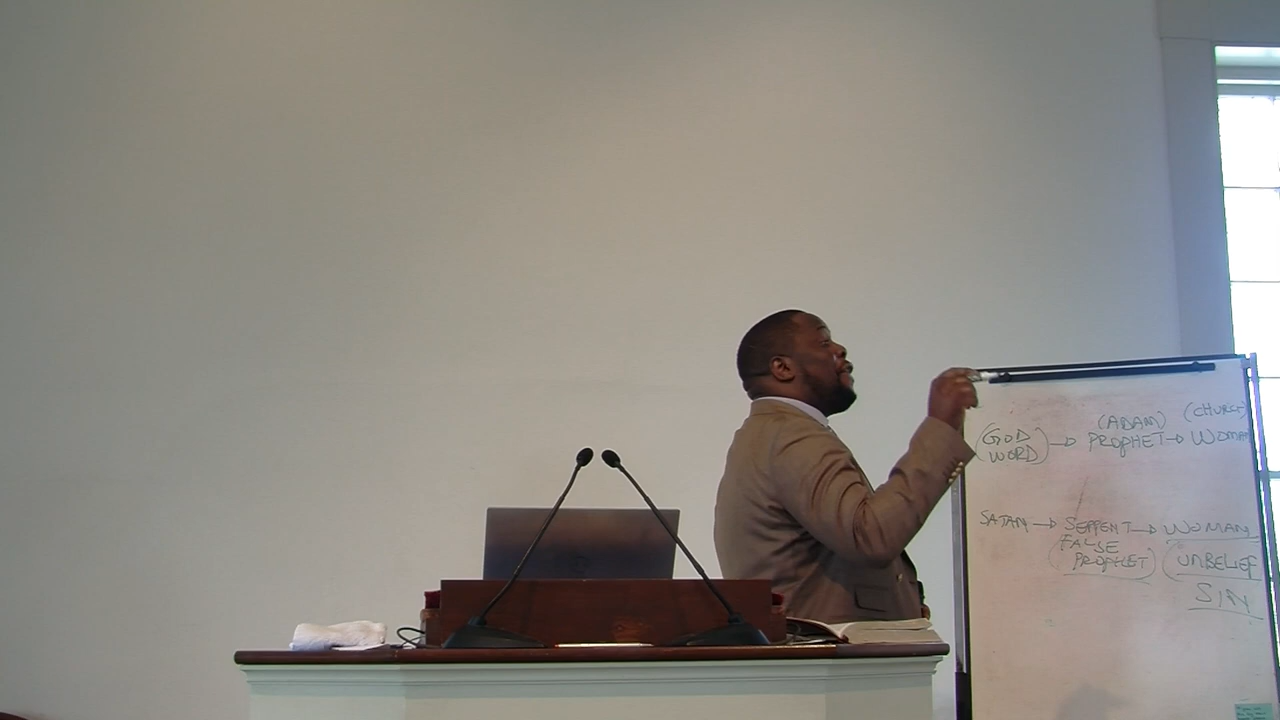 (ADAM) (CHURCH)
(GOD WORD) → PROPHET → WOMAN
SATAN → SERPENT → WOMAN
(FALSE PROPHET) (UNBELIEF
SIN